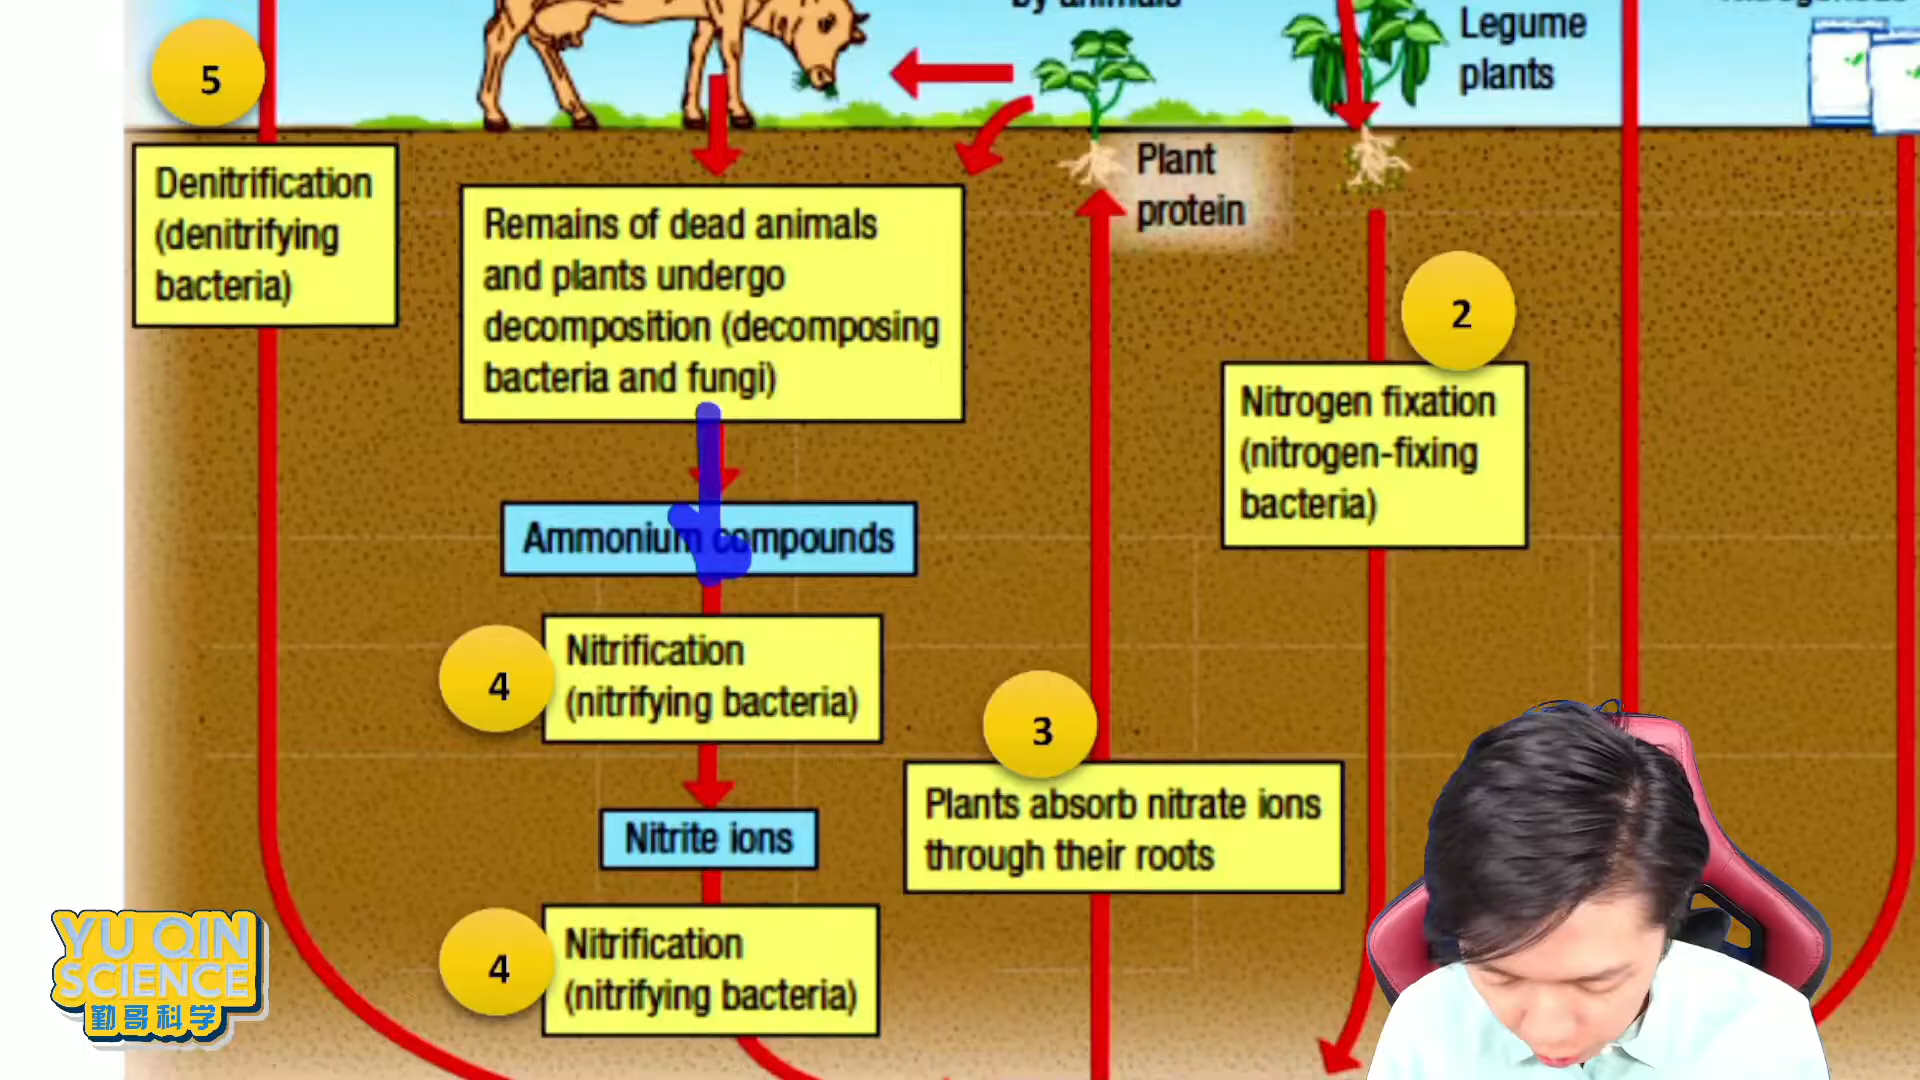 by animals
Legume
plants
5
Denitrification
(denitrifying
bacteria)
Remains of dead animals
and plants undergo
decomposition (decomposing
bacteria and fungi)
Plant
protein
2
Nitrogen fixation
(nitrogen-fixing
bacteria)
Ammonium compounds
4
Nitrification
(nitrifying bacteria)
3
Plants absorb nitrate ions
through their roots
Nitrite ions
4
Nitrification
(nitrifying bacteria)
YU QIN
SCIENCE
勤哥科学